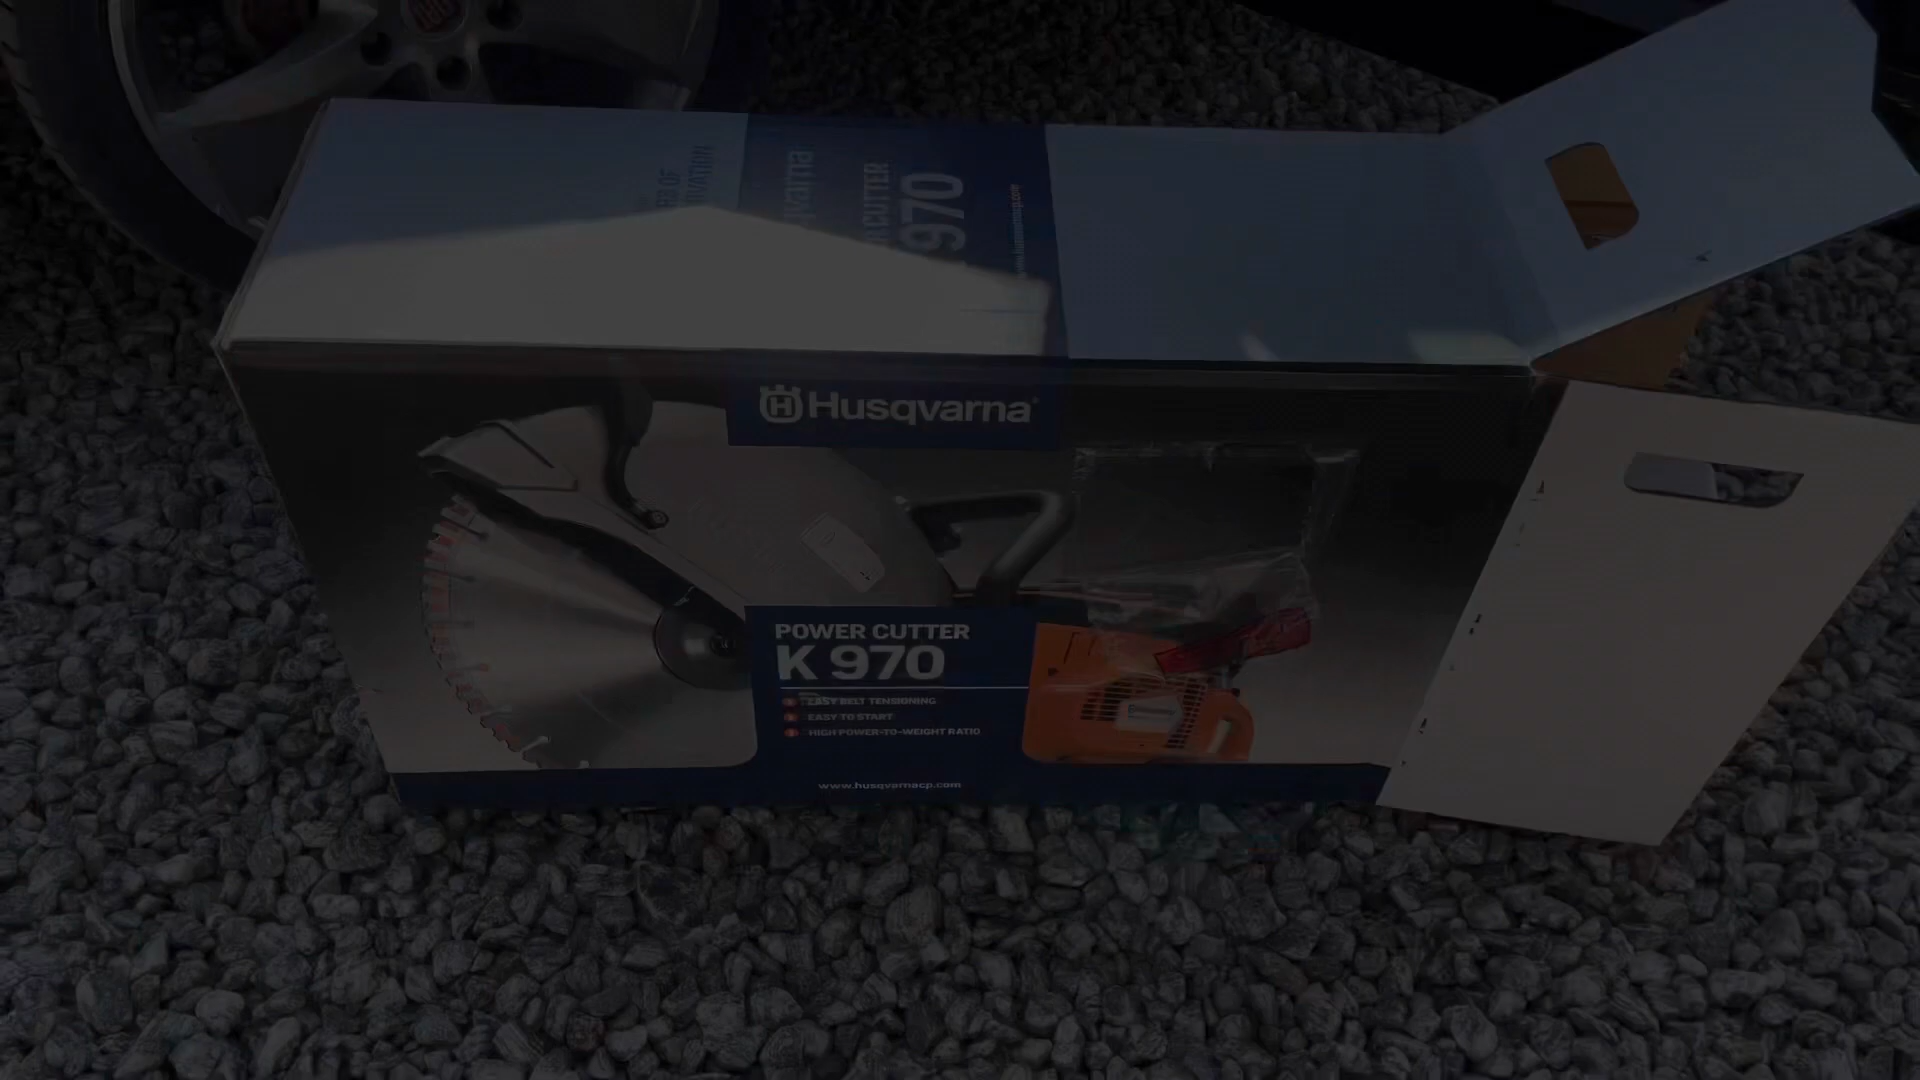 970
Husqvarna
POWER CUTTER
K 970
EASY BELT TENSIONING
EASY TO START
HIGH POWER-TO-WEIGHT RATIO
www.husqvarnacp.com